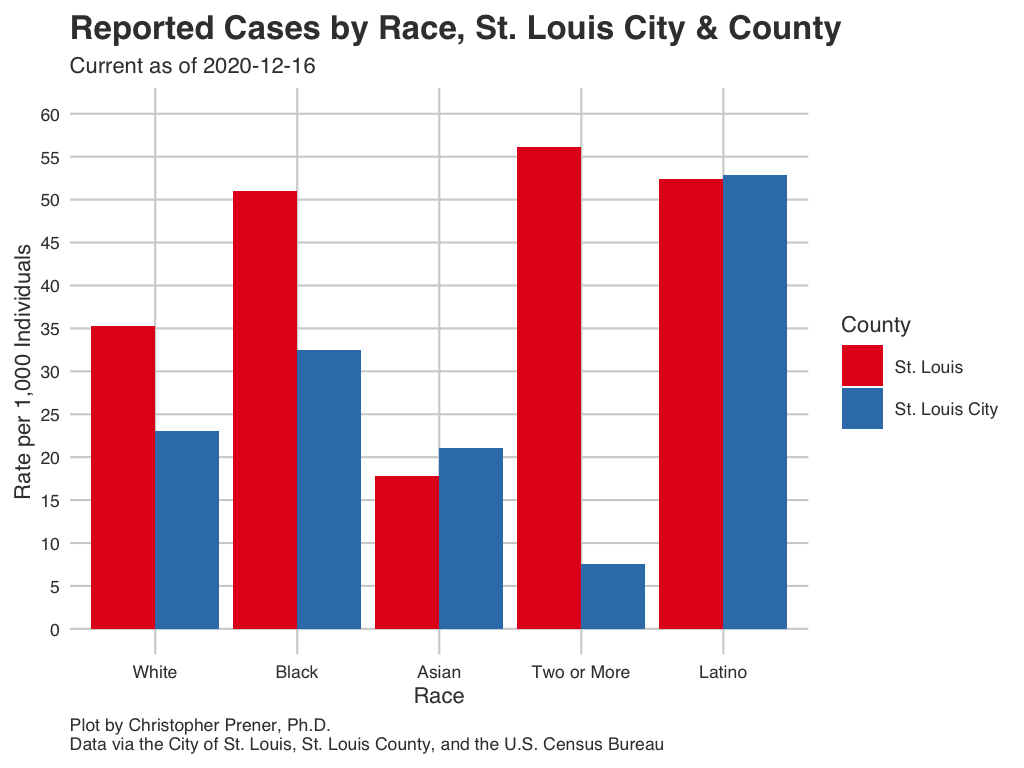 Reported Cases by Race, St. Louis City & County
Current as of 2020-12-16
Rate per 1,000 Individuals
60
55
50
45
40
35
30
25
20
15
10
5
0
White
Black
Asian
Two or More
Latino
Race
County
St. Louis
St. Louis City
Plot by Christopher Prener, Ph.D.
Data via the City of St. Louis, St. Louis County, and the U.S. Census Bureau